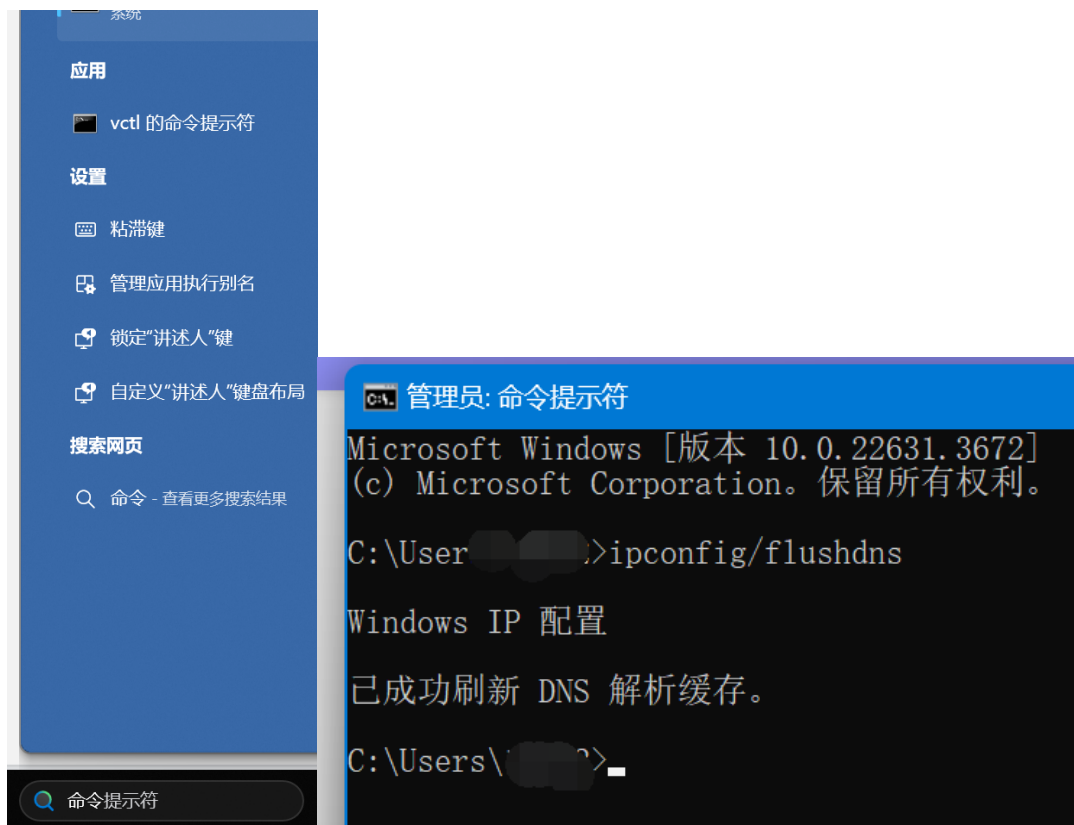 系统
应用
vctl 的命令提示符
设置
粘滞键
管理应用执行别名
锁定"讲述人"键
自定义"讲述人"键盘布局
搜索网页
命令 - 查看更多搜索结果
命令提示符
管理员: 命令提示符
Microsoft Windows [版本 10.0.22631.3672]
(c) Microsoft Corporation。保留所有权利。
C:\User>ipconfig/flushdns
Windows IP 配置
已成功刷新 DNS 解析缓存。
C:\Users\>